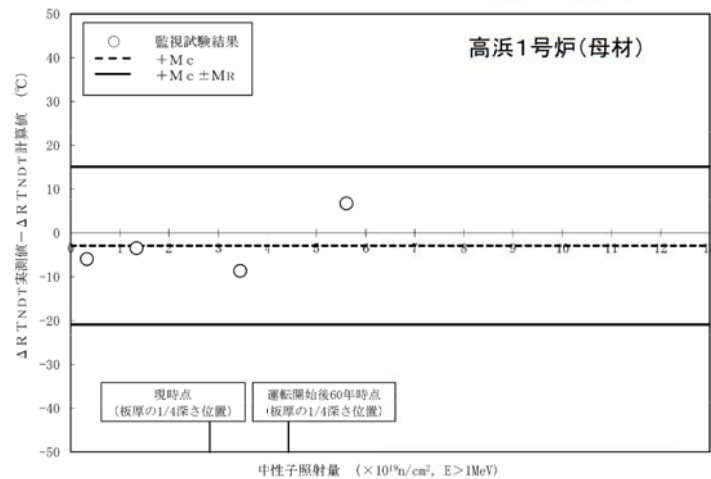 高浜1号炉(母材)
監視試験結果
+Mc
+Mc±MR
50
40
30
20
10
0
-10
-20
-30
-40
-50
ΔRTNDT実測値-ΔRTNDT計算値 (℃)
0 1 2 3 4 5 6 7 8 9 10 11 12 13
現時点
(板厚の1/4深さ位置)
運転開始後60年時点
(板厚の1/4深さ位置)
中性子照射量 (×10¹⁹n/cm², E>1MeV)